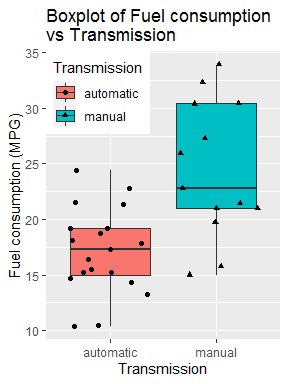 Boxplot of Fuel consumption
vs Transmission
Transmission
automatic
manual
Fuel consumption (MPG)
35
30
25
20
15
10
automatic manual
Transmission